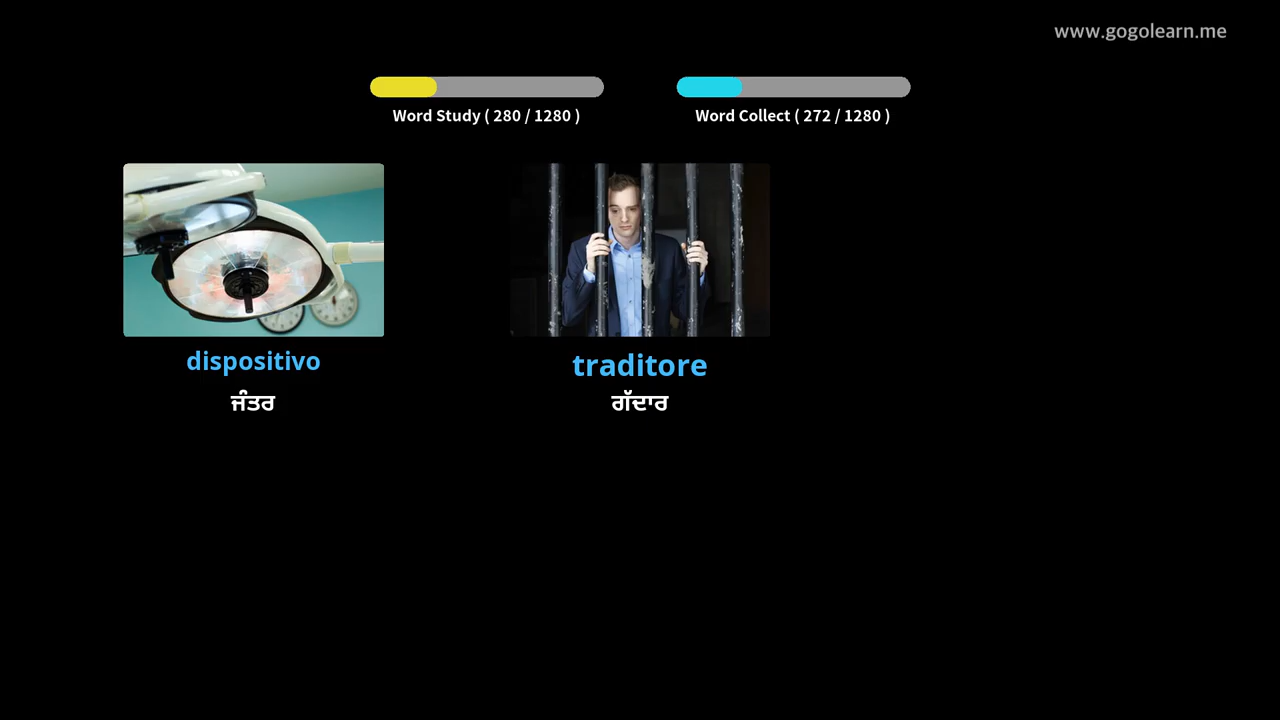 www.gogolearn.me
Word Study ( 280 / 1280 )
Word Collect ( 272 / 1280 )
dispositivo
ਜੰਤਰ
traditore
ਗੱਦਾਰ